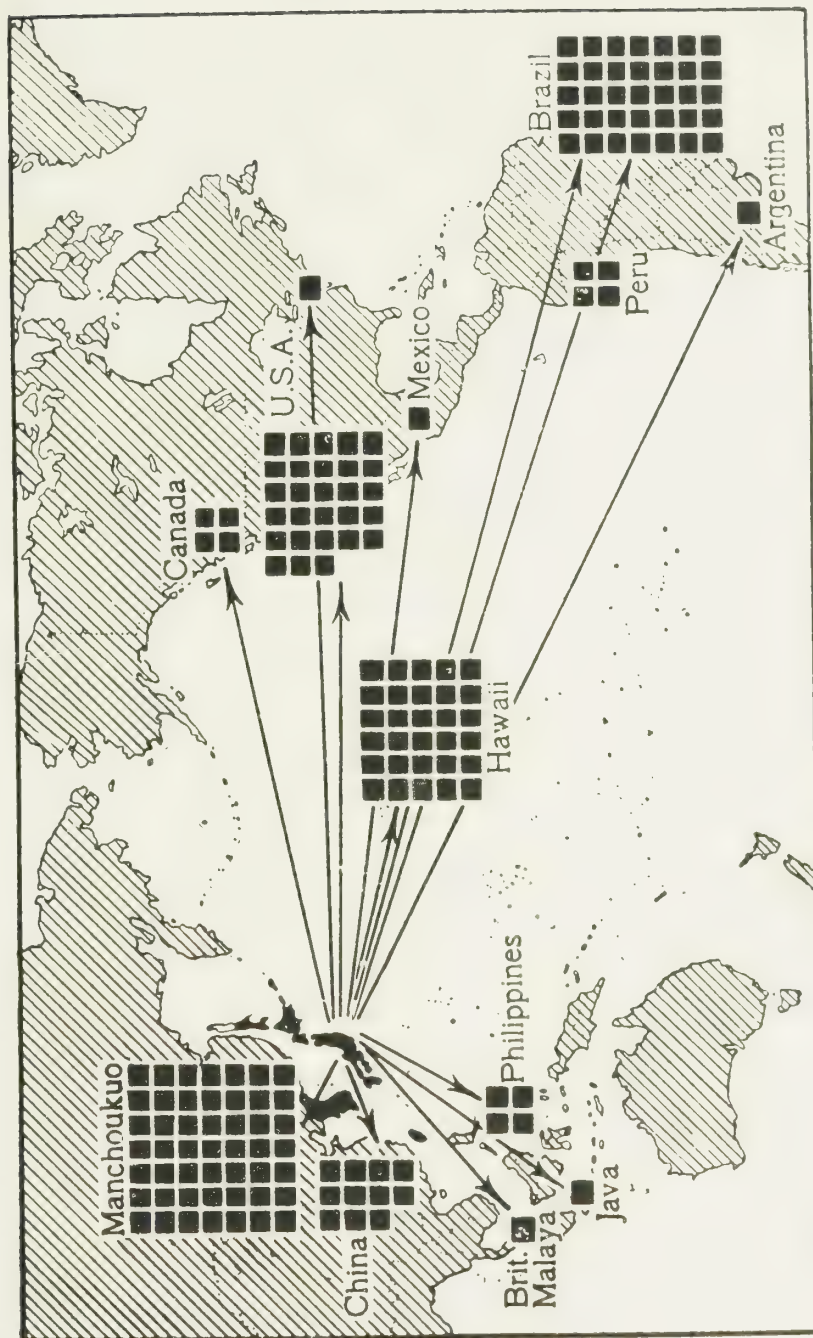 Manchoukuo
China
Brit.
Malaya
Java
Philippines
Hawaii
Canada
U.S.A.
Mexico
Peru
Brazil
Argentina